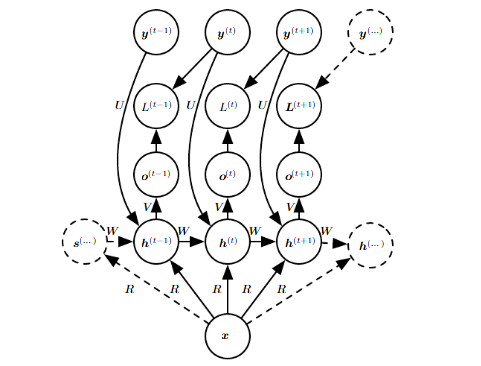 y^(t−1) y^(t) y^(t+1) y^(...)
U L^(t−1) U L^(t) U L^(t+1)
o^(t−1) o^(t) o^(t+1)
V V V
W W W W
s^(...) h^(t−1) h^(t) h^(t+1) h^(...)
R R R R R
x